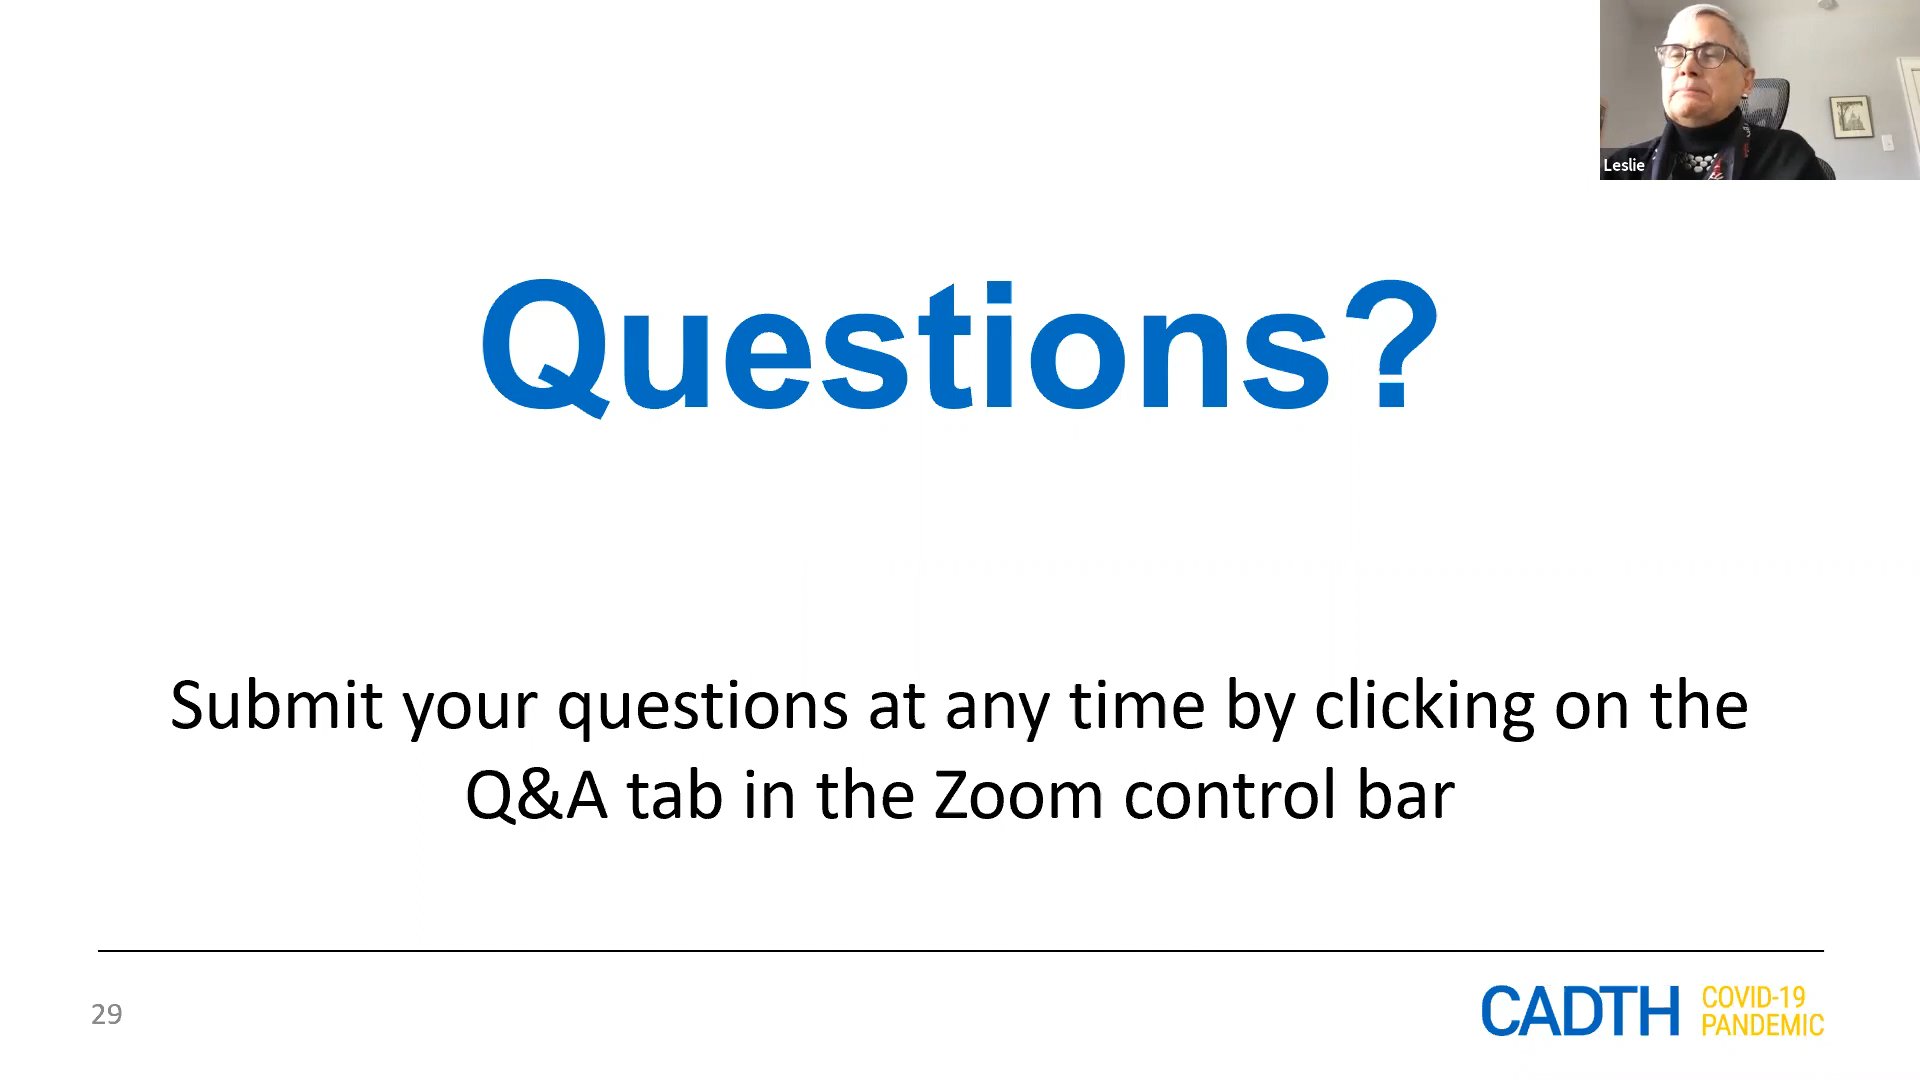 Leslie
Questions?
Submit your questions at any time by clicking on the
Q&A tab in the Zoom control bar
29
CADTH
COVID-19
PANDEMIC